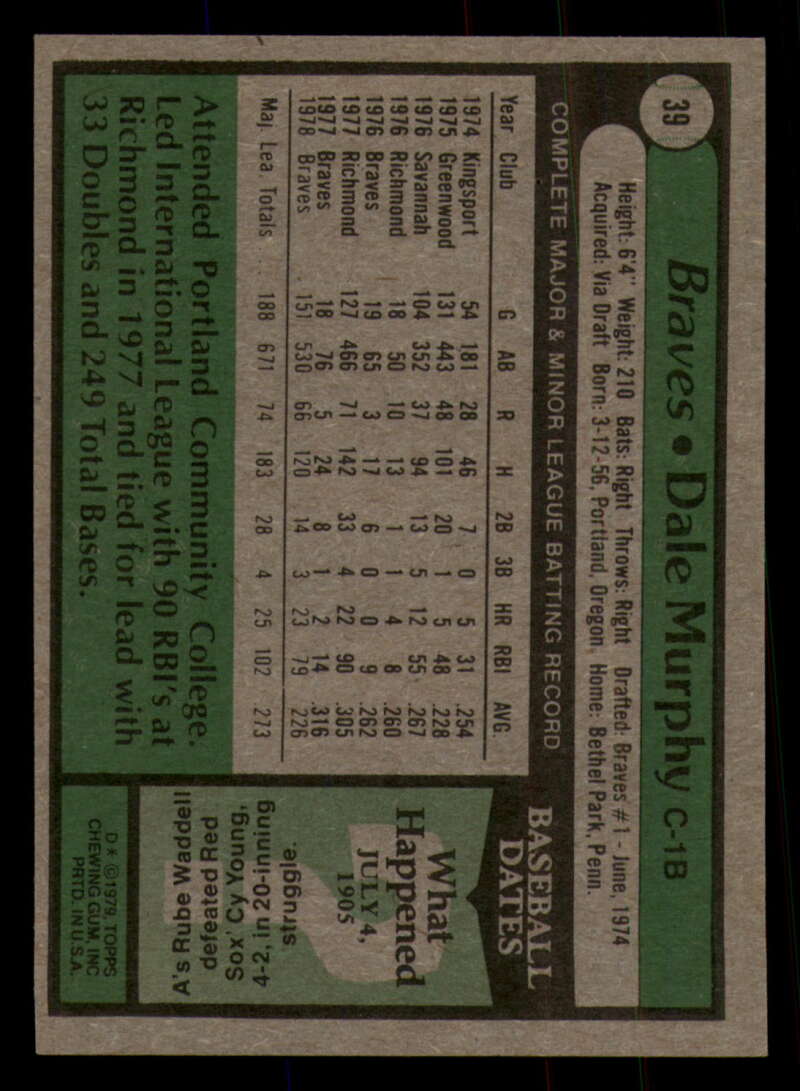 39
Braves • Dale Murphy C-1B
Height: 6'4" Weight: 210 Bats: Right Throws: Right Drafted: Braves #1 - June, 1974
Acquired: Via Draft Born: 3-12-56, Portland, Oregon Home: Bethel Park, Penn.
COMPLETE MAJOR & MINOR LEAGUE BATTING RECORD
Year Club G AB R H 2B 3B HR RBI AVG.
1974 Kingsport 54 181 28 46 7 0 5 31 .254
1975 Greenwood 131 443 48 101 20 1 5 48 .228
1976 Savannah 104 352 37 94 13 5 12 55 .267
1976 Richmond 18 50 10 13 1 1 4 8 .260
1976 Braves 19 65 3 17 6 0 0 9 .262
1977 Richmond 127 466 71 142 33 4 22 90 .305
1977 Braves 18 76 5 24 8 1 2 14 .316
1978 Braves 151 530 66 120 14 3 23 79 .226
Maj. Lea. Totals .... 188 671 74 183 28 4 25 102 .273
Attended Portland Community College.
Led International League with 90 RBI's at
Richmond in 1977 and tied for lead with
33 Doubles and 249 Total Bases.
BASEBALL
DATES
What
Happened
JULY 4,
1905
A's Rube Waddell
defeated Red
Sox' Cy Young,
4-2, in 20-inning
struggle.
D* ©1979, TOPPS
CHEWING GUM, INC
PRTD. IN U.S.A.